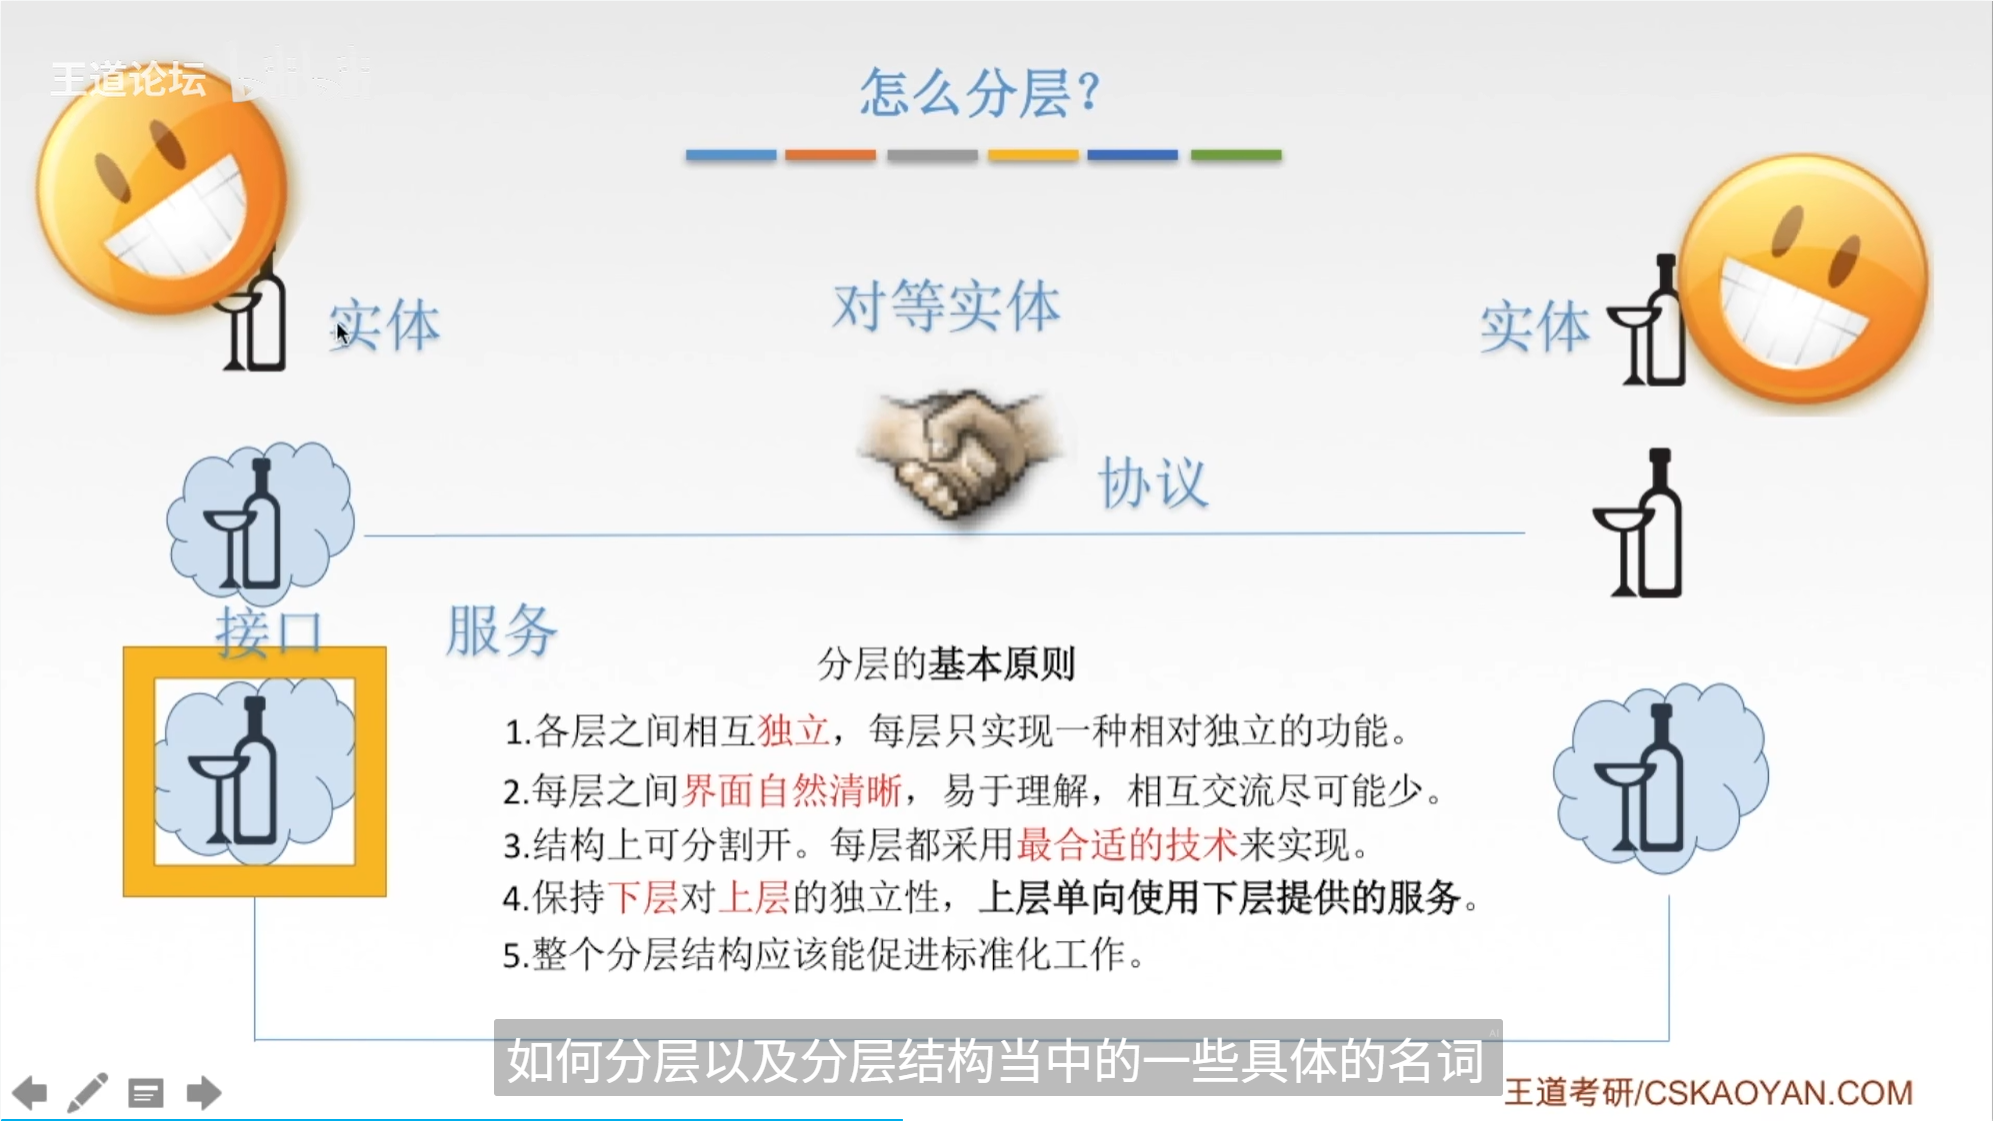 王道论坛 bilibili
怎么分层？
实体
对等实体
实体
协议
接口
服务
分层的基本原则
1.各层之间相互独立，每层只实现一种相对独立的功能。
2.每层之间界面自然清晰，易于理解，相互交流尽可能少。
3.结构上可分割开。每层都采用最合适的技术来实现。
4.保持下层对上层的独立性，上层单向使用下层提供的服务。
5.整个分层结构应该能促进标准化工作。
AI
如何分层以及分层结构当中的一些具体的名词
王道考研/CSKAOYAN.COM